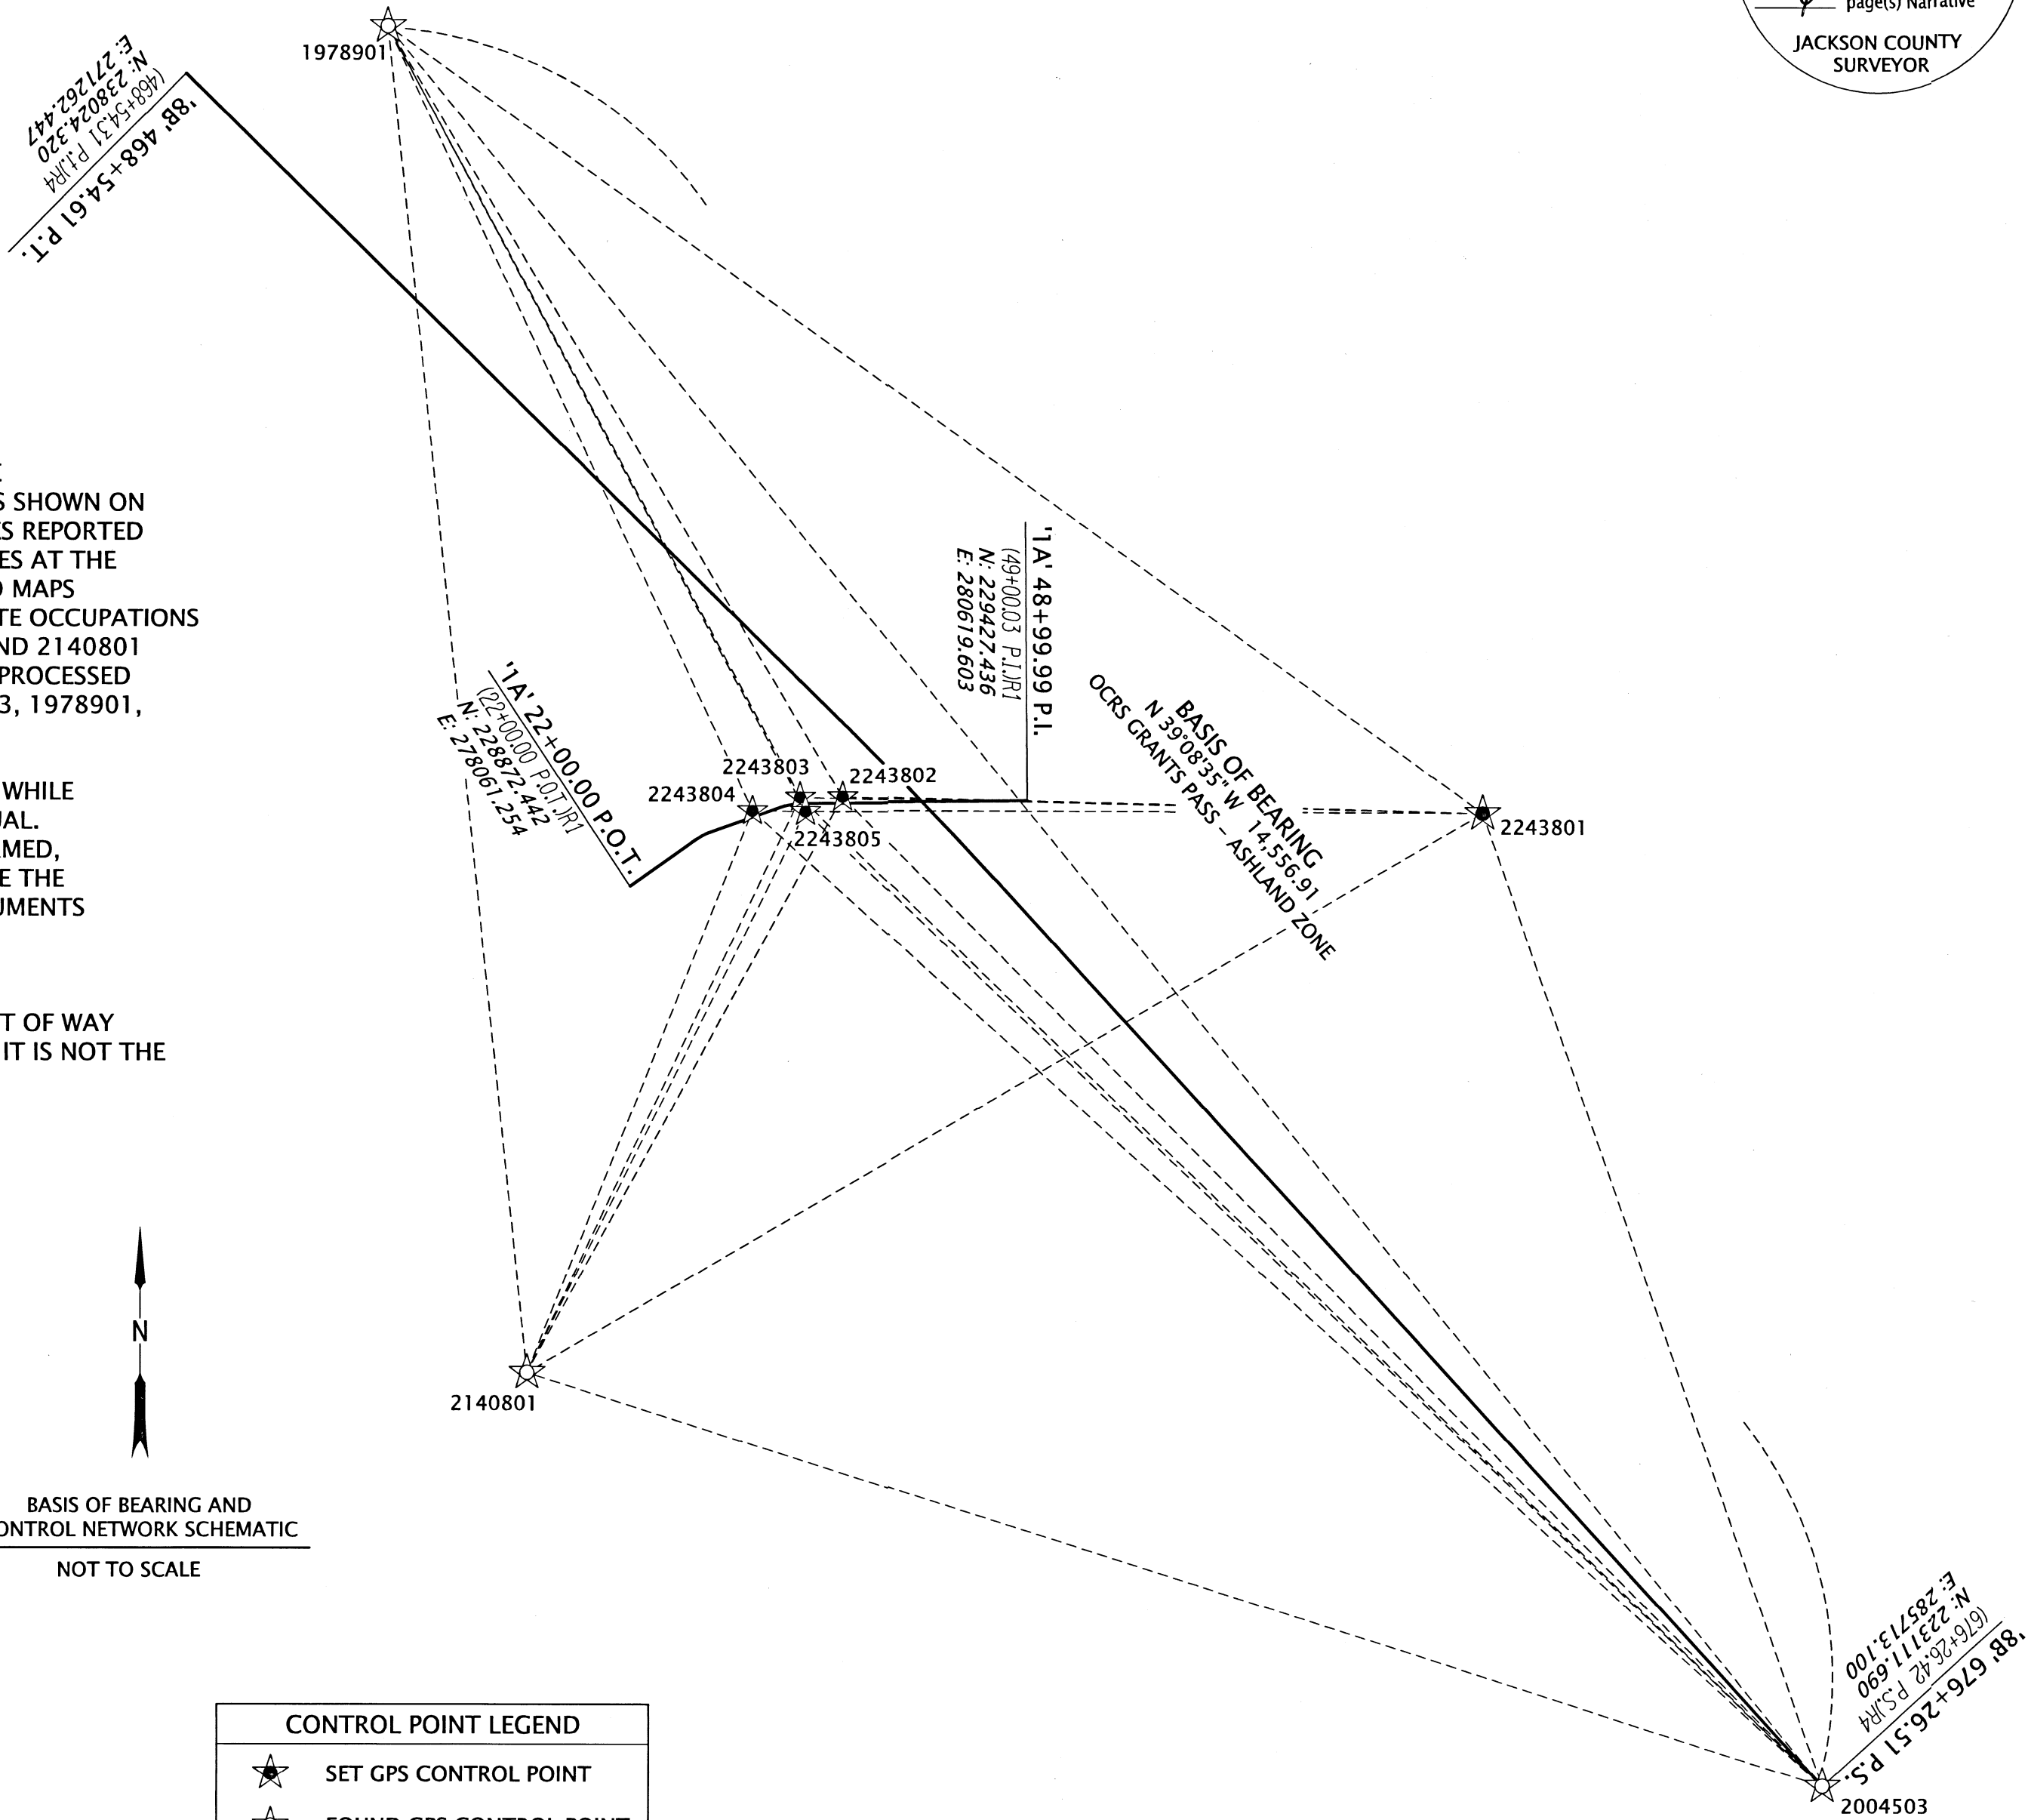 page(s) Narrative
JACKSON COUNTY
SURVEYOR
1978901
'8B' 468+54.61 P.T.
(468+54.31 P.t.)R4
N: 238024.320
E: 271262.447
S SHOWN ON
ES REPORTED
ES AT THE
D MAPS
TE OCCUPATIONS
ND 2140801
PROCESSED
3, 1978901,
WHILE
UAL.
RMED,
E THE
UMENTS
T OF WAY
IT IS NOT THE
'1A' 48+99.99 P.I.
(49+00.03 P.I.)R1
N: 229427.436
E: 280619.603
'1A' 22+00.00 P.O.T.
(22+00.00 P.O.T.)R1
N: 228872.442
E: 278061.254
BASIS OF BEARING
N 39°08'35" W 14,556.91
OCRS GRANTS PASS - ASHLAND ZONE
2243803
2243802
2243804
2243805
2243801
2140801
N
BASIS OF BEARING AND
ONTROL NETWORK SCHEMATIC
NOT TO SCALE
'8B' 676+26.51 P.S.
(676+26.42 P.S.)R4
N: 223111.690
E: 285713.100
2004503
CONTROL POINT LEGEND
SET GPS CONTROL POINT
FOUND GPS CONTROL POINT